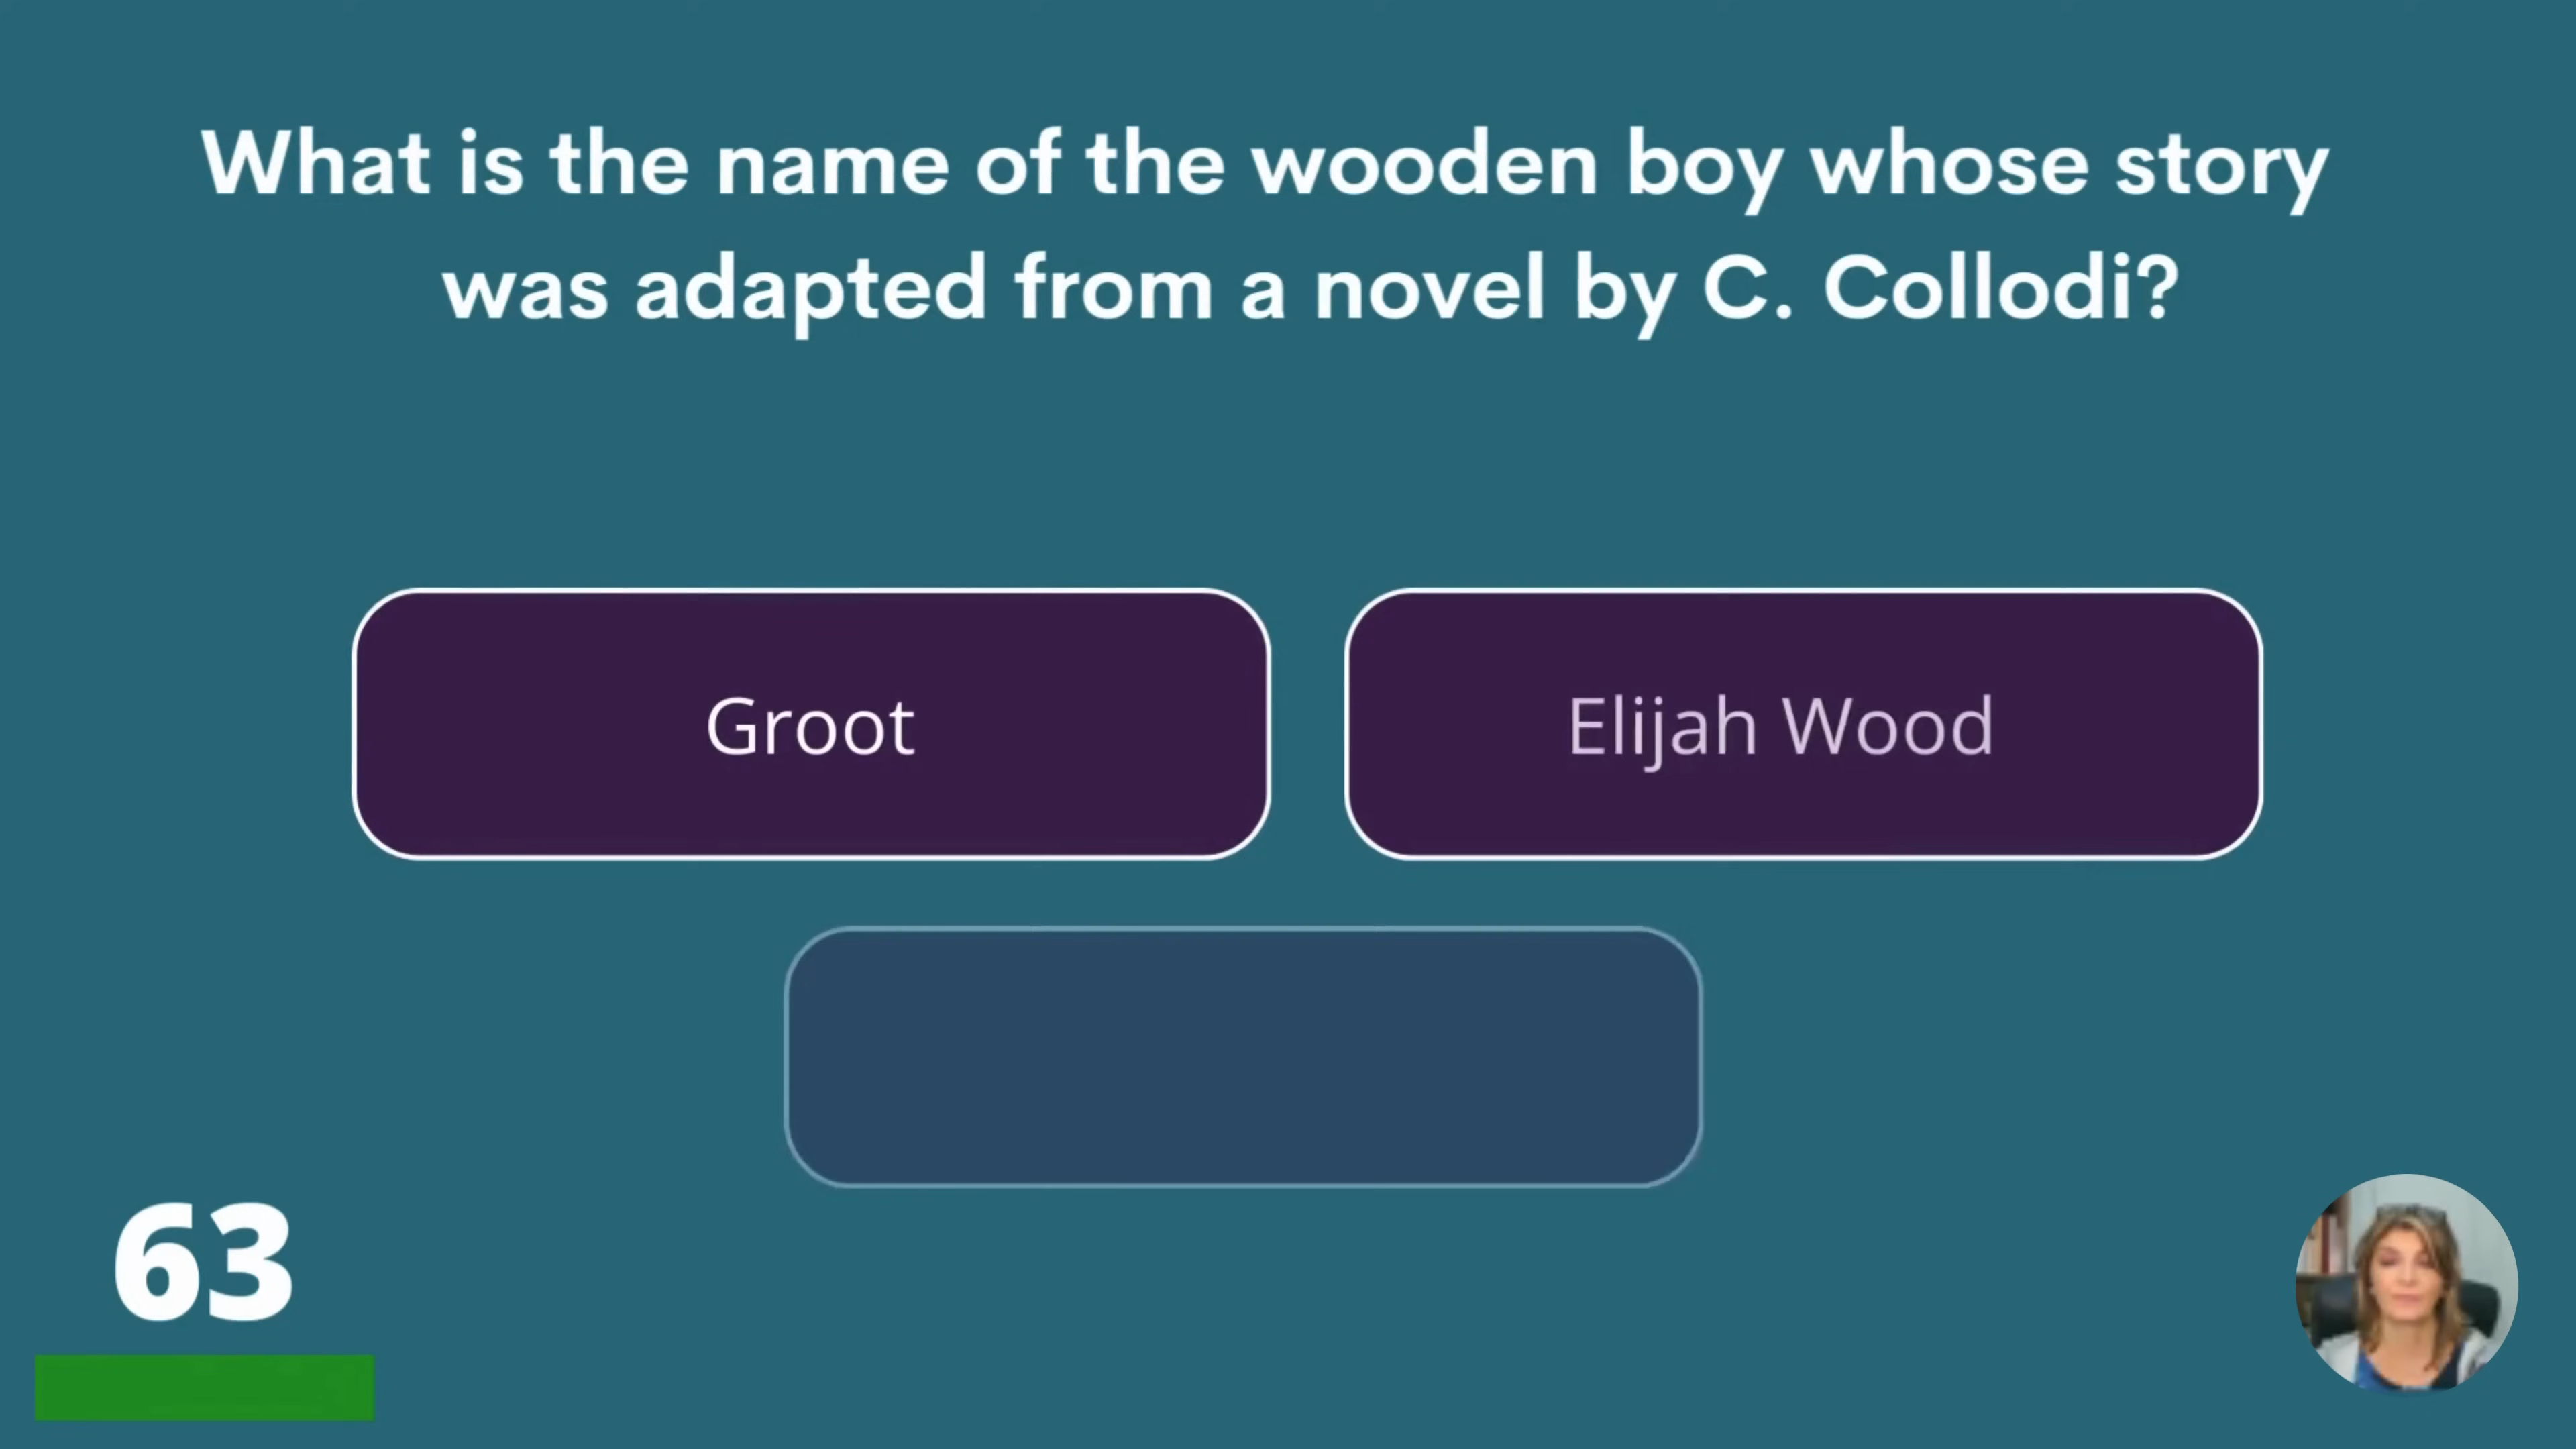 What is the name of the wooden boy whose story
was adapted from a novel by C. Collodi?
Groot
Elijah Wood
63